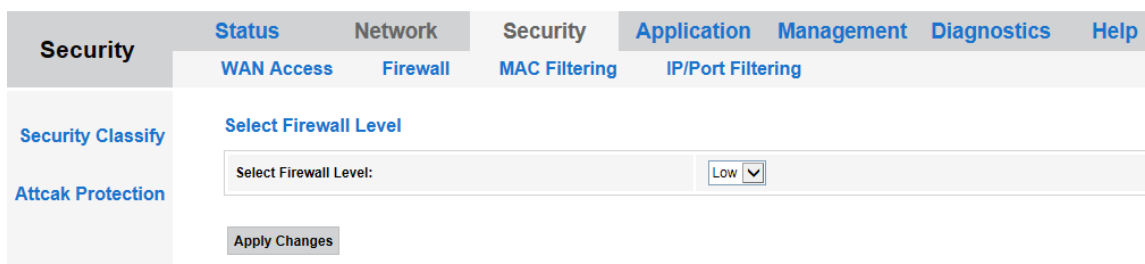 Security
Status Network Security Application Management Diagnostics Help
WAN Access Firewall MAC Filtering IP/Port Filtering
Security Classify
Attcak Protection
Select Firewall Level
Select Firewall Level: Low
Apply Changes